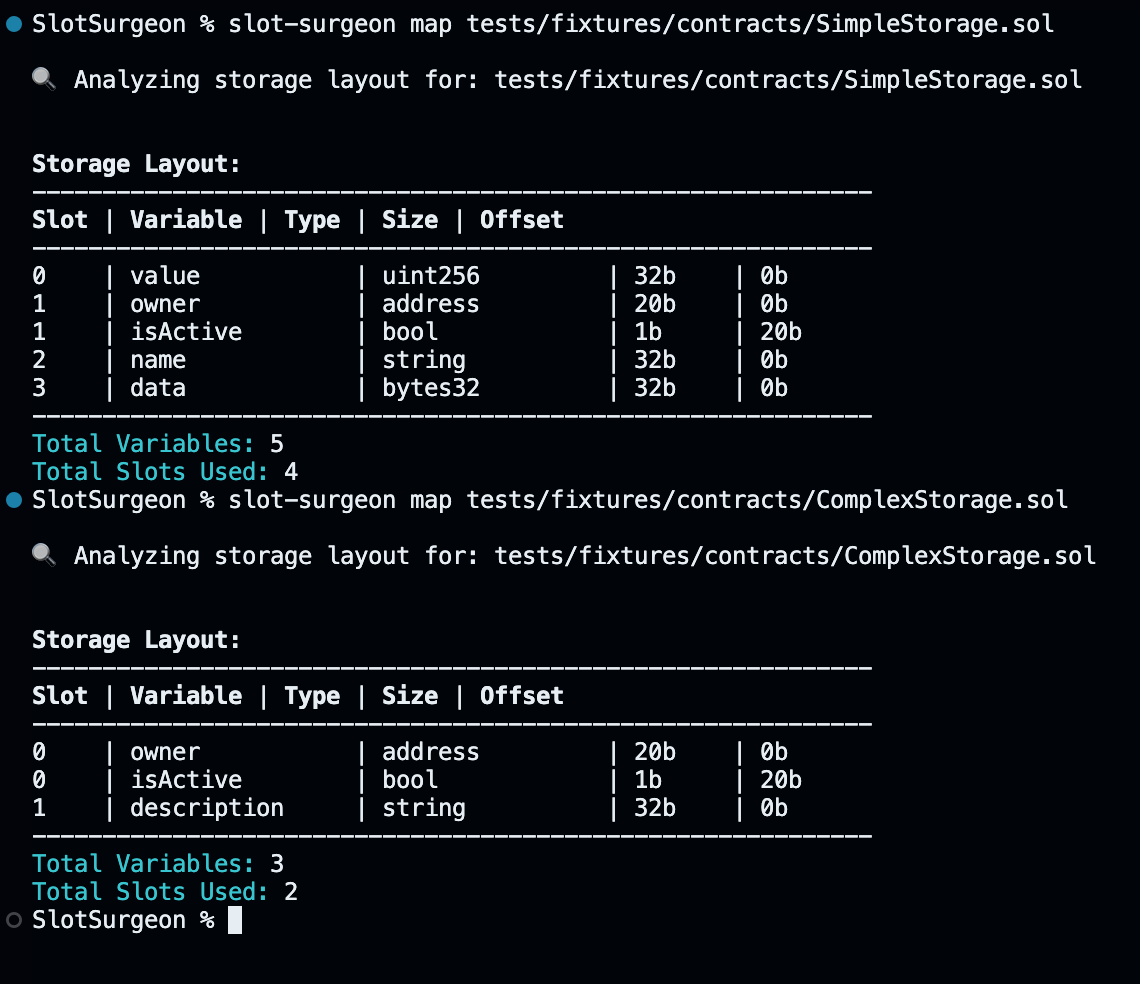 SlotSurgeon % slot-surgeon map tests/fixtures/contracts/SimpleStorage.sol
🔍 Analyzing storage layout for: tests/fixtures/contracts/SimpleStorage.sol
Storage Layout:
────────────────────────────────────────────────────────────
Slot | Variable | Type | Size | Offset
────────────────────────────────────────────────────────────
0    | value           | uint256         | 32b    | 0b
1    | owner           | address         | 20b    | 0b
1    | isActive        | bool            | 1b     | 20b
2    | name            | string          | 32b    | 0b
3    | data            | bytes32         | 32b    | 0b
────────────────────────────────────────────────────────────
Total Variables: 5
Total Slots Used: 4
SlotSurgeon % slot-surgeon map tests/fixtures/contracts/ComplexStorage.sol
🔍 Analyzing storage layout for: tests/fixtures/contracts/ComplexStorage.sol
Storage Layout:
────────────────────────────────────────────────────────────
Slot | Variable | Type | Size | Offset
────────────────────────────────────────────────────────────
0    | owner           | address         | 20b    | 0b
0    | isActive        | bool            | 1b     | 20b
1    | description     | string          | 32b    | 0b
────────────────────────────────────────────────────────────
Total Variables: 3
Total Slots Used: 2
SlotSurgeon %